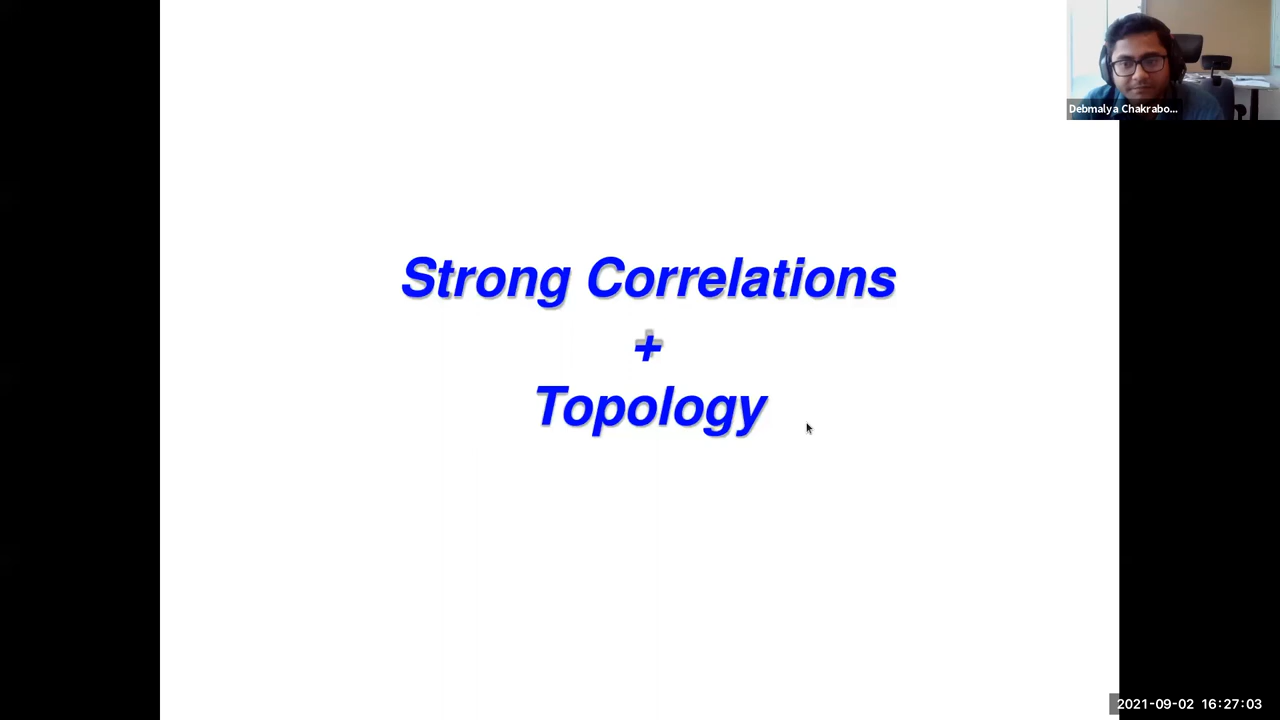 Debmalya Chakrabo...
Strong Correlations
+
Topology
2021-09-02 16:27:03